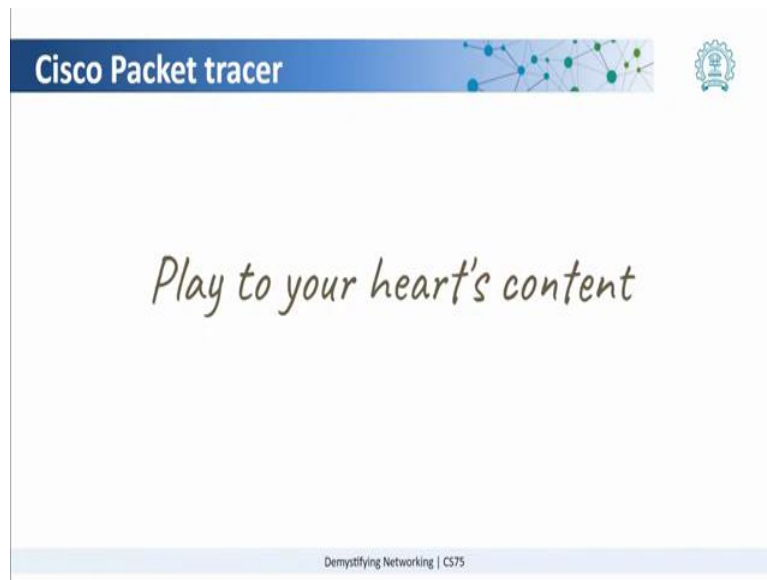 Cisco Packet tracer
Play to your heart's content
Demystifying Networking | CS75